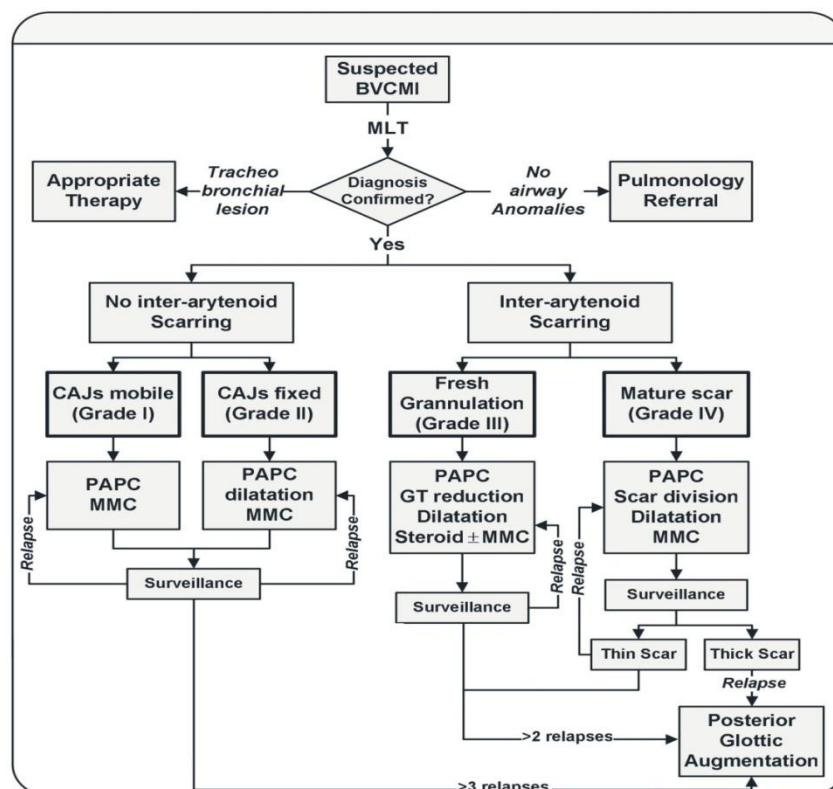 Suspected
BVCMI
MLT
Diagnosis
Confirmed?
Tracheo
bronchial
lesion
Appropriate
Therapy
No
airway
Anomalies
Pulmonology
Referral
Yes
No inter-arytenoid
Scarring
Inter-arytenoid
Scarring
CAJs mobile
(Grade I)
CAJs fixed
(Grade II)
Fresh
Grannulation
(Grade III)
Mature scar
(Grade IV)
PAPC
MMC
PAPC
dilatation
MMC
PAPC
GT reduction
Dilatation
Steroid ± MMC
PAPC
Scar division
Dilatation
MMC
Relapse
Relapse
Relapse
Relapse
Surveillance
Surveillance
Surveillance
Thin Scar
Thick Scar
Relapse
>2 relapses
Posterior
Glottic
Augmentation
>3 relapses